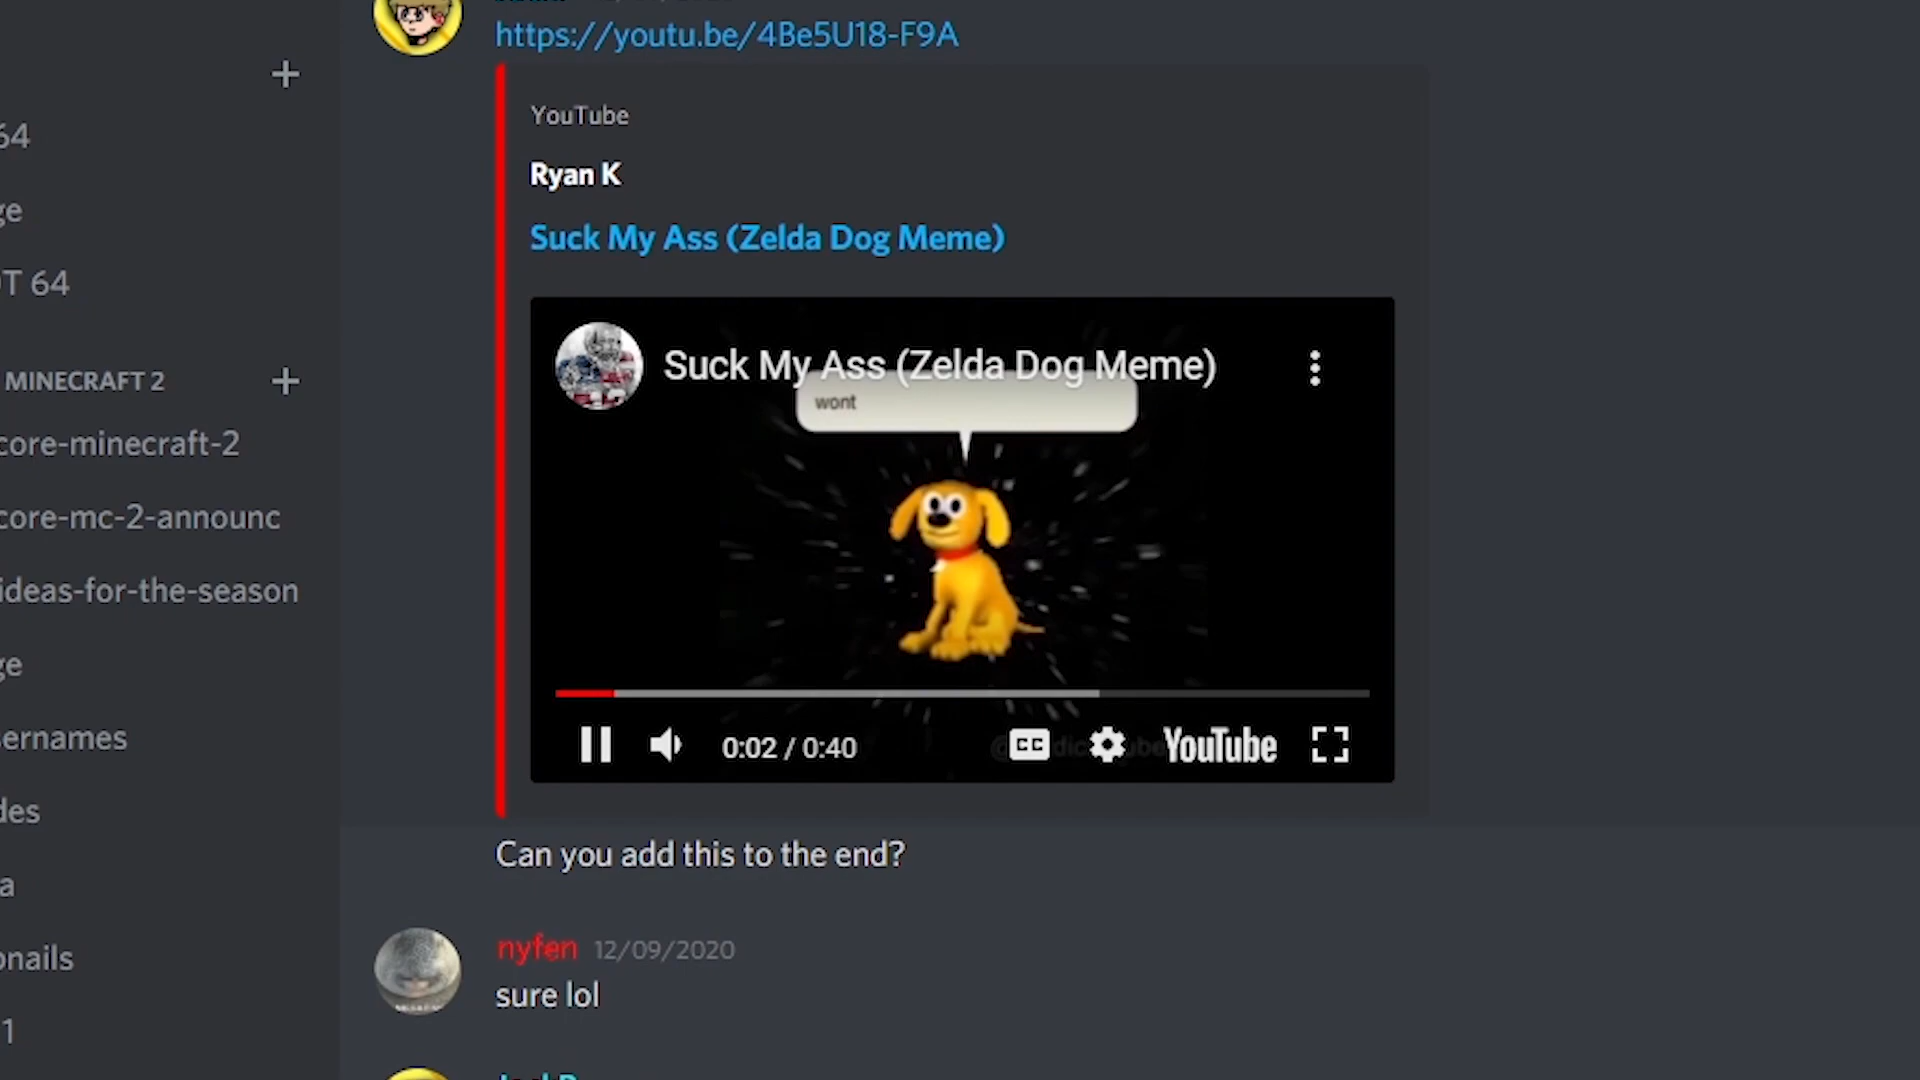 https://youtu.be/4Be5U18-F9A
YouTube
Ryan K
Suck My Ass (Zelda Dog Meme)
Suck My Ass (Zelda Dog Meme)
wont
0:02 / 0:40
CC
YouTube
Can you add this to the end?
nyfen 12/09/2020
sure lol
64
ge
T 64
MINECRAFT 2
core-minecraft-2
core-mc-2-announc
ideas-for-the-season
ge
sernames
des
a
onails
1